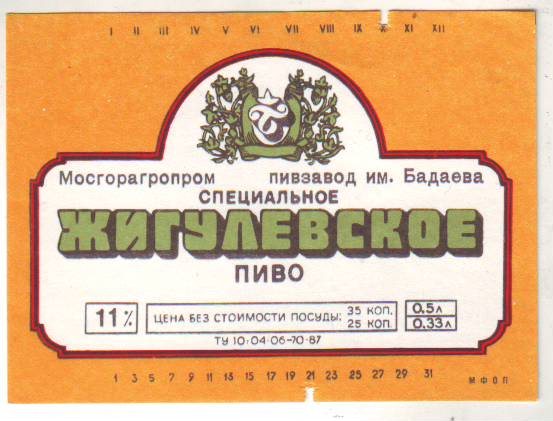 I II III IV V VI VII VIII IX X XI XII
Мосгорагропром пивзавод им. Бадаева
СПЕЦИАЛЬНОЕ
ЖИГУЛЕВСКОЕ
ПИВО
11% ЦЕНА БЕЗ СТОИМОСТИ ПОСУДЫ: 35 КОП. 0,5 л
25 КОП. 0,33 л
ТУ 10·04·06-70-87
1 3 5 7 9 11 13 15 17 19 21 23 25 27 29 31
МФОП